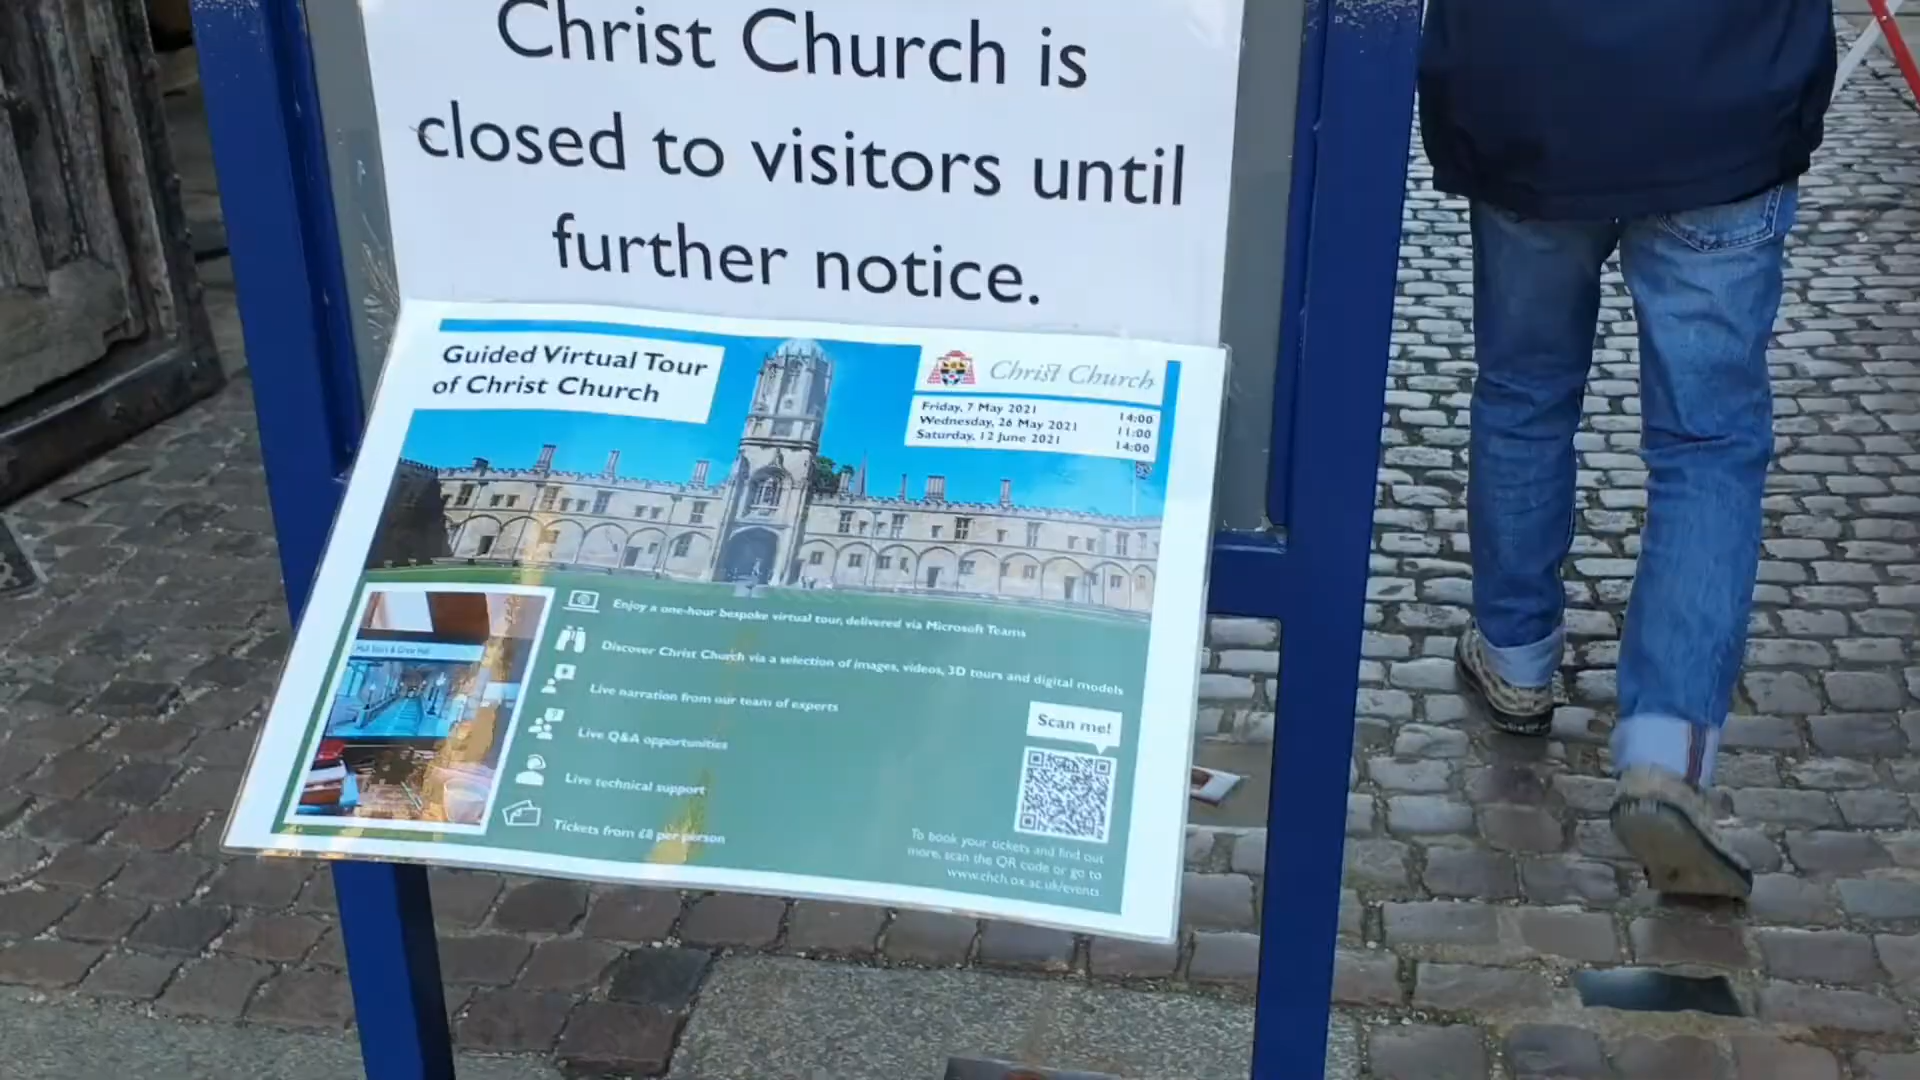 Christ Church is
closed to visitors until
further notice.
Guided Virtual Tour
of Christ Church
Christ Church
Friday, 7 May 2021 14:00
Wednesday, 26 May 2021 11:00
Saturday, 12 June 2021 14:00
Enjoy a one-hour bespoke virtual tour, delivered via Microsoft Teams
Discover Christ Church via a selection of images, videos, 3D tours and digital models
Live narration from our team of experts
Live Q&A opportunities
Live technical support
Tickets from £8 per person
Scan me!
To book your tickets and find out
more, scan the QR code or go to
www.chch.ox.ac.uk/events